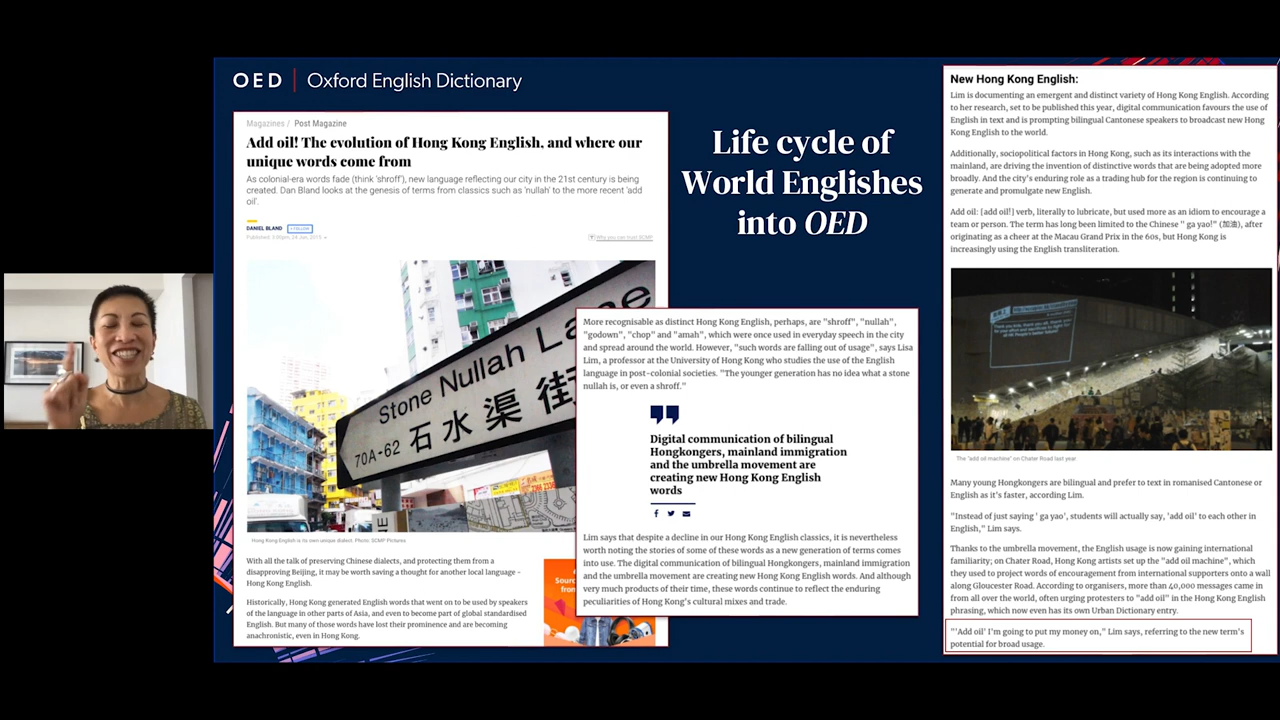 OED | Oxford English Dictionary
Magazines / Post Magazine
Add oil! The evolution of Hong Kong English, and where our
unique words come from
As colonial-era words fade (think 'shroff'), new language reflecting our city in the 21st century is being
created. Dan Bland looks at the genesis of terms from classics such as 'nullah' to the more recent 'add
oil'.
DANIEL BLAND + FOLLOW
Published: 3:00pm, 24 Jan, 2015
Why you can trust SCMP
Stone Nullah Lane
70A-62 石水渠街
Hong Kong English is its own unique dialect. Photo: SCMP Pictures
With all the talk of preserving Chinese dialects, and protecting them from a
disapproving Beijing, it may be worth saving a thought for another local language -
Hong Kong English.
Historically, Hong Kong generated English words that went on to be used by speakers
of the language in other parts of Asia, and even to become part of global standardised
English. But many of those words have lost their prominence and are becoming
anachronistic, even in Hong Kong.
Life cycle of
World Englishes
into OED
More recognisable as distinct Hong Kong English, perhaps, are "shroff", "nullah",
"godown", "chop" and "amah", which were once used in everyday speech in the city
and spread around the world. However, "such words are falling out of usage", says Lisa
Lim, a professor at the University of Hong Kong who studies the use of the English
language in post-colonial societies. "The younger generation has no idea what a stone
nullah is, or even a shroff."
Digital communication of bilingual
Hongkongers, mainland immigration
and the umbrella movement are
creating new Hong Kong English
words
Lim says that despite a decline in our Hong Kong English classics, it is nevertheless
worth noting the stories of some of these words as a new generation of terms comes
into use. The digital communication of bilingual Hongkongers, mainland immigration
and the umbrella movement are creating new Hong Kong English words. And although
very much products of their time, these words continue to reflect the enduring
peculiarities of Hong Kong's cultural mixes and trade.
New Hong Kong English:
Lim is documenting an emergent and distinct variety of Hong Kong English. According
to her research, set to be published this year, digital communication favours the use of
English in text and is prompting bilingual Cantonese speakers to broadcast new Hong
Kong English to the world.
Additionally, sociopolitical factors in Hong Kong, such as its interactions with the
mainland, are driving the invention of distinctive words that are being adopted more
broadly. And the city's enduring role as a trading hub for the region is continuing to
generate and promulgate new English.
Add oil: [add oil!] verb, literally to lubricate, but used more as an idiom to encourage a
team or person. The term has long been limited to the Chinese " ga yao!" (加油), after
originating as a cheer at the Macau Grand Prix in the 60s, but Hong Kong is
increasingly using the English transliteration.
The "add oil machine" on Chater Road last year
Many young Hongkongers are bilingual and prefer to text in romanised Cantonese or
English as it's faster, according Lim.
"Instead of just saying ' ga yao', students will actually say, 'add oil' to each other in
English," Lim says.
Thanks to the umbrella movement, the English usage is now gaining international
familiarity; on Chater Road, Hong Kong artists set up the "add oil machine", which
they used to project words of encouragement from international supporters onto a wall
along Gloucester Road. According to organisers, more than 40,000 messages came in
from all over the world, often urging protesters to "add oil" in the Hong Kong English
phrasing, which now even has its own Urban Dictionary entry.
"'Add oil' I'm going to put my money on," Lim says, referring to the new term's
potential for broad usage.